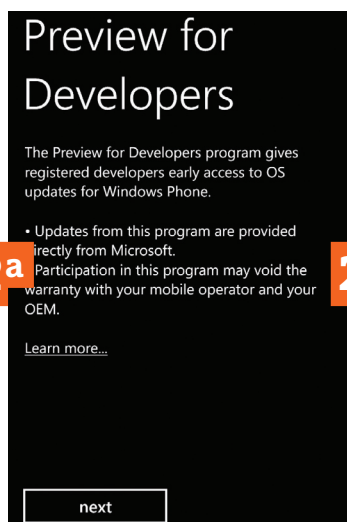 Preview for
Developers
The Preview for Developers program gives
registered developers early access to OS
updates for Windows Phone.
• Updates from this program are provided
directly from Microsoft.
Participation in this program may void the
warranty with your mobile operator and your
OEM.
Learn more...
a
2
next